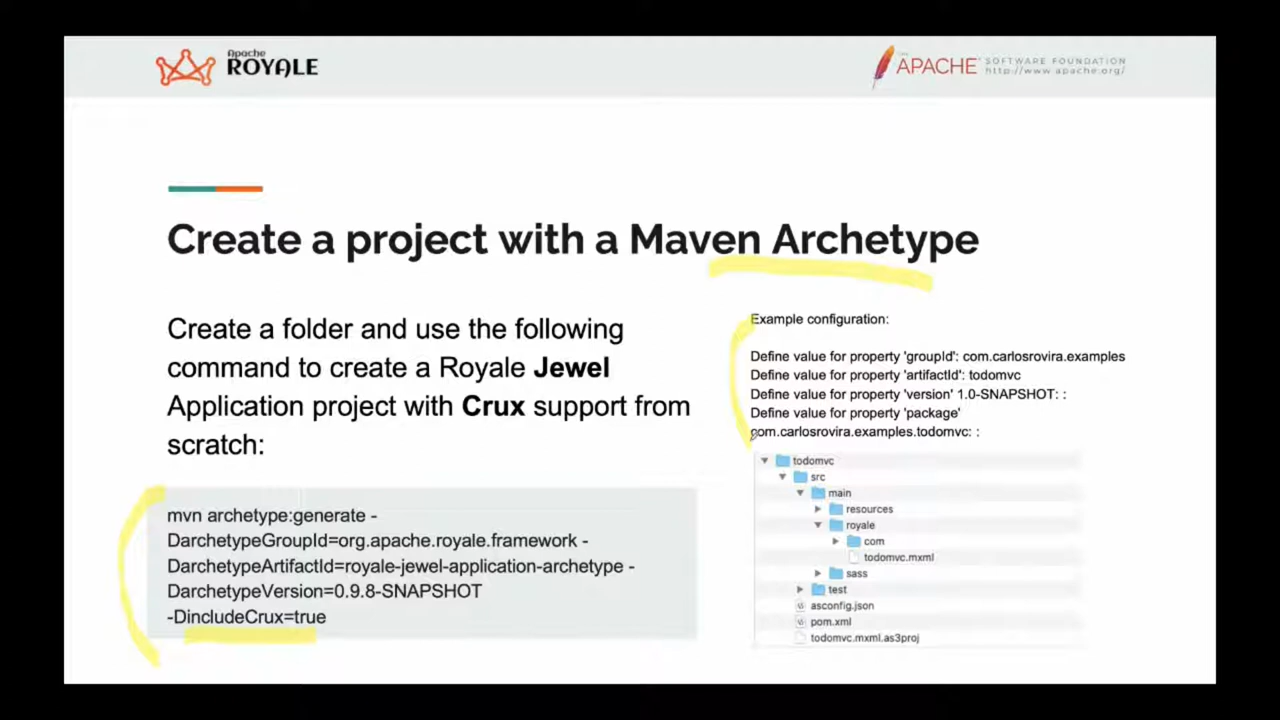 Apache
ROYALE
THE
APACHE® SOFTWARE FOUNDATION
http://www.apache.org/
Create a project with a Maven Archetype
Create a folder and use the following
command to create a Royale Jewel
Application project with Crux support from
scratch:
mvn archetype:generate -
DarchetypeGroupId=org.apache.royale.framework -
DarchetypeArtifactId=royale-jewel-application-archetype -
DarchetypeVersion=0.9.8-SNAPSHOT
-DincludeCrux=true
Example configuration:
Define value for property 'groupId': com.carlosrovira.examples
Define value for property 'artifactId': todomvc
Define value for property 'version' 1.0-SNAPSHOT: :
Define value for property 'package'
com.carlosrovira.examples.todomvc: :
todomvc
src
main
resources
royale
com
todomvc.mxml
sass
test
asconfig.json
pom.xml
todomvc.mxml.as3proj